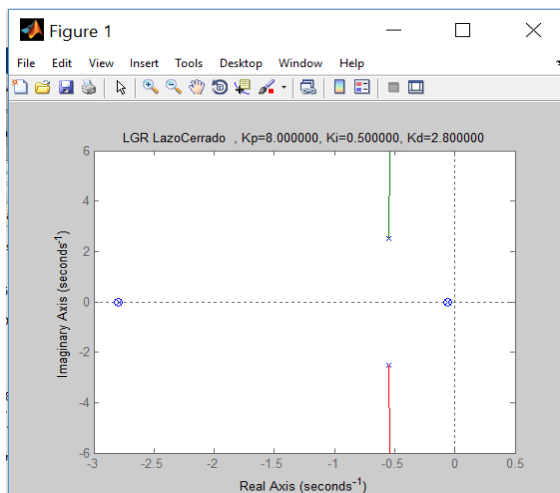 Figure 1
File Edit View Insert Tools Desktop Window Help
LGR LazoCerrado , Kp=8.000000, Ki=0.500000, Kd=2.800000
6
4
2
0
-2
-4
-6
Imaginary Axis (seconds⁻¹)
-3 -2.5 -2 -1.5 -1 -0.5 0 0.5
Real Axis (seconds⁻¹)